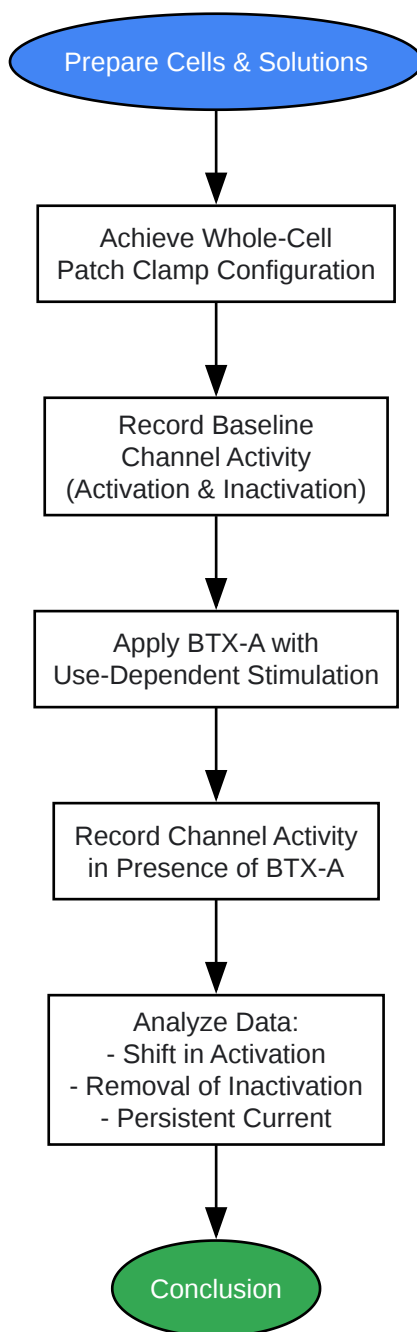 Prepare Cells & Solutions
Achieve Whole-Cell
Patch Clamp Configuration
Record Baseline
Channel Activity
(Activation & Inactivation)
Apply BTX-A with
Use-Dependent Stimulation
Record Channel Activity
in Presence of BTX-A
Analyze Data:
- Shift in Activation
- Removal of Inactivation
- Persistent Current
Conclusion